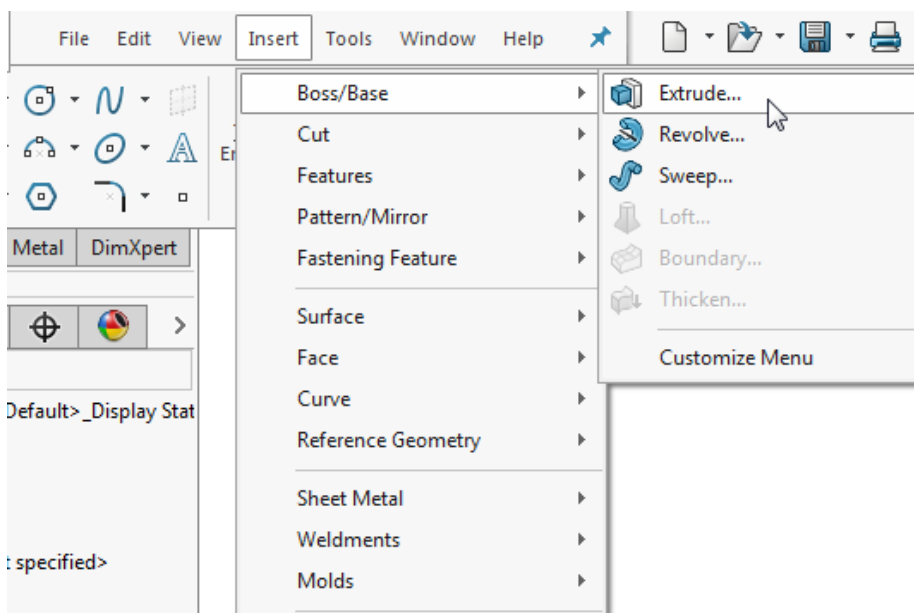 File Edit View Insert Tools Window Help
Boss/Base
Extrude...
Cut
Revolve...
Features
Sweep...
Pattern/Mirror
Loft...
Fastening Feature
Boundary...
Thicken...
Metal DimXpert
Surface
Face
Customize Menu
Curve
Default>_Display Stat
Reference Geometry
Sheet Metal
Weldments
specified>
Molds